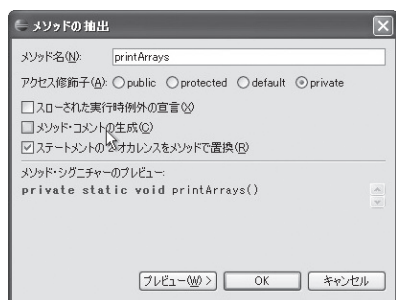 メソッドの抽出
メソッド名(N): printArrays
アクセス修飾子(A): public protected default private
スローされた実行時例外の宣言(X)
メソッド・コメントの生成(C)
ステートメントの オカレンスをメソッドで置換(R)
メソッド・シグニチャーのプレビュー:
private static void printArrays()
プレビュー(W) > OK キャンセル